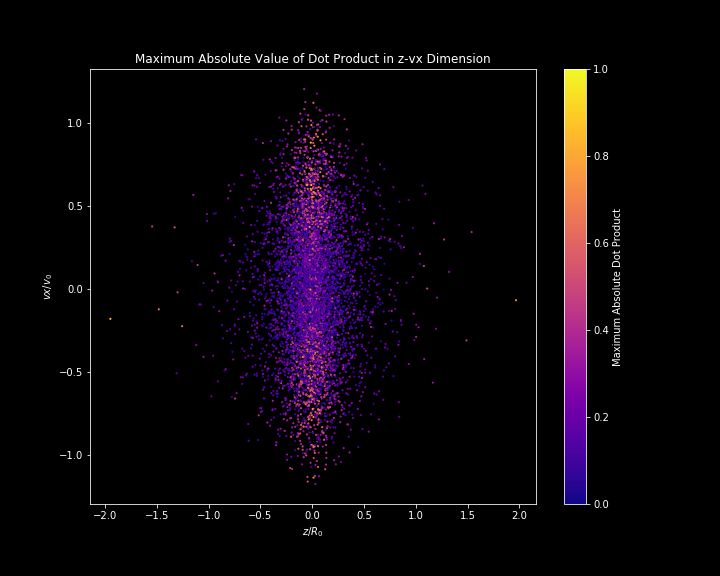 Maximum Absolute Value of Dot Product in z-vx Dimension
1.0
0.5
0.0
−0.5
−1.0
vx/v₀
−2.0 −1.5 −1.0 −0.5 0.0 0.5 1.0 1.5 2.0
z/R₀
1.0
0.8
0.6
0.4
0.2
0.0
Maximum Absolute Dot Product